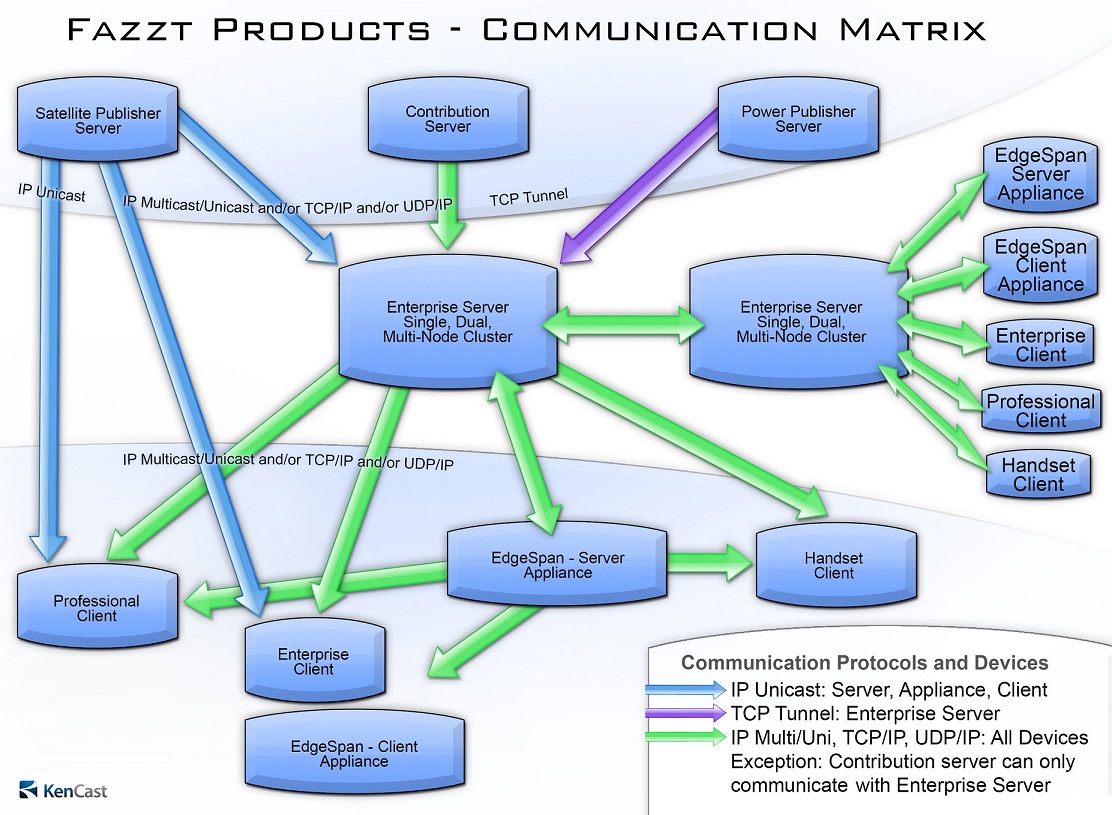 Fazzt Products - Communication Matrix
Satellite Publisher
Server
Contribution
Server
Power Publisher
Server
EdgeSpan
Server
Appliance
IP Unicast
IP Multicast/Unicast and/or TCP/IP and/or UDP/IP
TCP Tunnel
EdgeSpan
Client
Appliance
Enterprise Server
Single, Dual,
Multi-Node Cluster
Enterprise Server
Single, Dual,
Multi-Node Cluster
Enterprise
Client
Professional
Client
Handset
Client
IP Multicast/Unicast and/or TCP/IP and/or UDP/IP
EdgeSpan - Server
Appliance
Handset
Client
Professional
Client
Enterprise
Client
EdgeSpan - Client
Appliance
Communication Protocols and Devices
IP Unicast: Server, Appliance, Client
TCP Tunnel: Enterprise Server
IP Multi/Uni, TCP/IP, UDP/IP: All Devices
Exception: Contribution server can only
communicate with Enterprise Server
KenCast